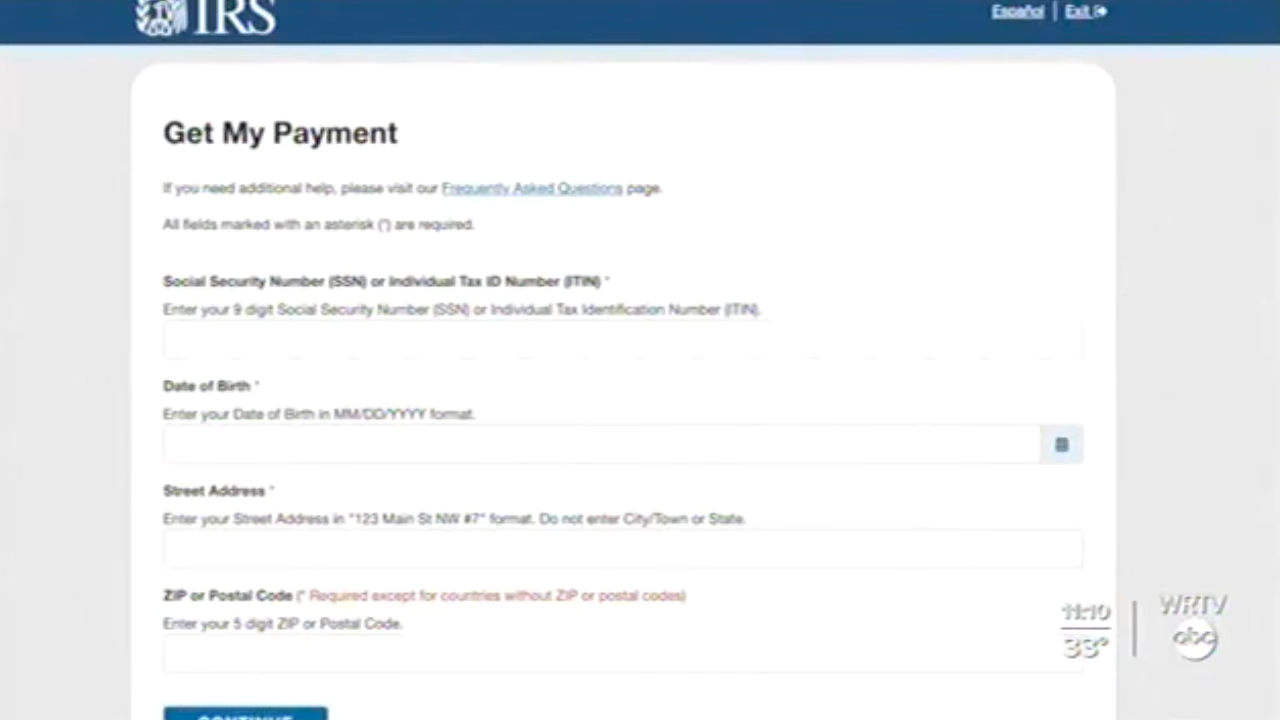 IRS
Español | Exit
Get My Payment
If you need additional help, please visit our Frequently Asked Questions page.
All fields marked with an asterisk (*) are required.
Social Security Number (SSN) or Individual Tax ID Number (ITIN) *
Enter your 9 digit Social Security Number (SSN) or Individual Tax Identification Number (ITIN).
Date of Birth *
Enter your Date of Birth in MM/DD/YYYY format.
Street Address *
Enter your Street Address in "123 Main St NW #7" format. Do not enter City/Town or State.
ZIP or Postal Code (* Required except for countries without ZIP or postal codes)
Enter your 5 digit ZIP or Postal Code.
11:10
33°
WRTV
abc
CONTINUE